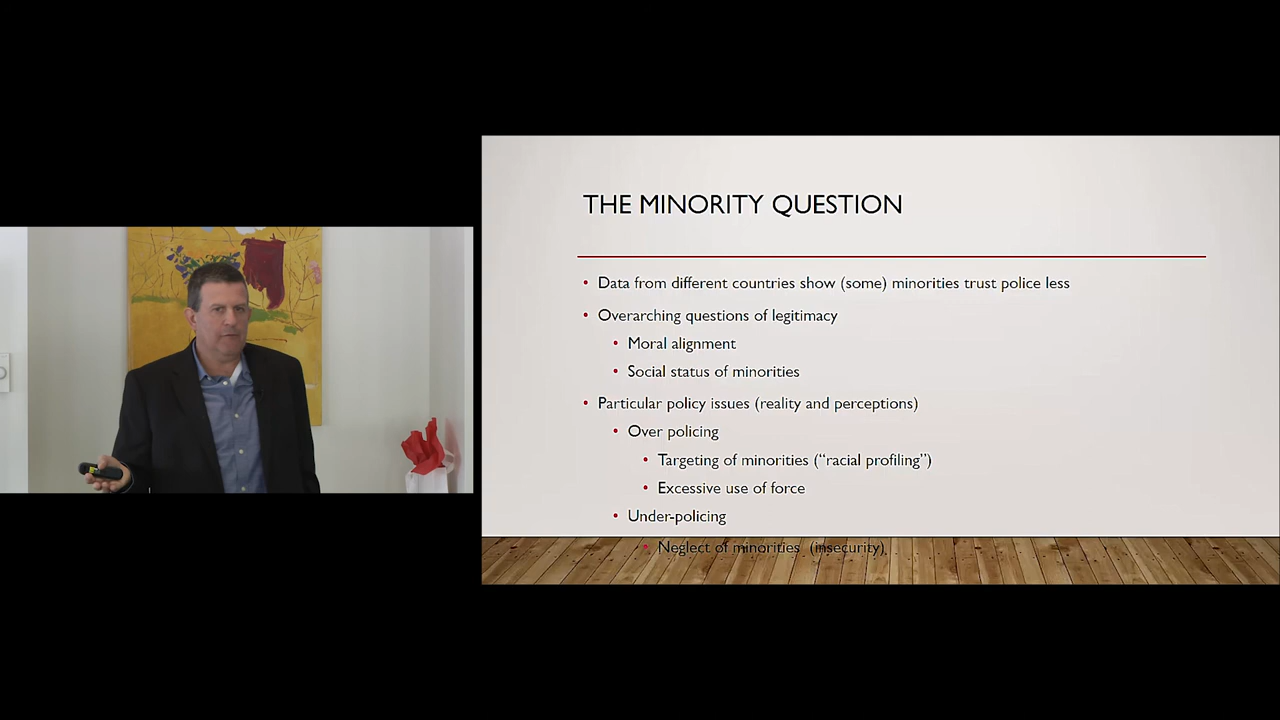 THE MINORITY QUESTION
• Data from different countries show (some) minorities trust police less
• Overarching questions of legitimacy
• Moral alignment
• Social status of minorities
• Particular policy issues (reality and perceptions)
• Over policing
• Targeting of minorities (“racial profiling”)
• Excessive use of force
• Under-policing
• Neglect of minorities (insecurity)